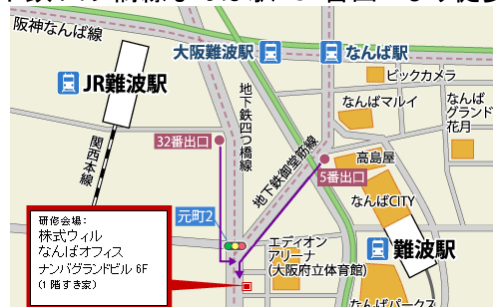 阪神なんば線
大阪難波駅
なんば駅
ビックカメラ
JR難波駅
なんばマルイ
なんば
グランド
花月
地下鉄四つ橋線
32番出口
関西本線
地下鉄御堂筋線
高島屋
5番出口
なんばCITY
元町2
研修会場:
株式ウィル
なんばオフィス
ナンバグランドビル 6F
(1階すき家)
エディオン
アリーナ
(大阪府立体育館)
難波駅
なんばパークス